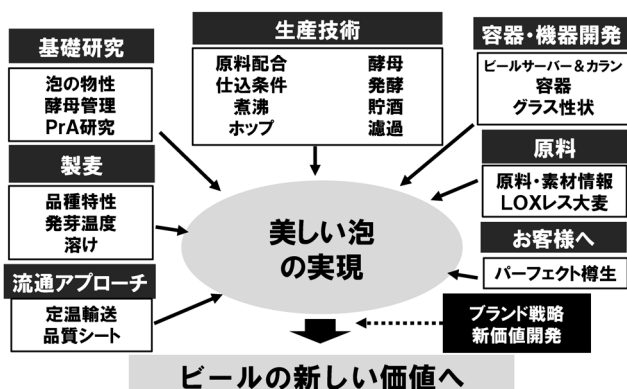 基礎研究
泡の物性
酵母管理
PrA研究
製麦
品種特性
発芽温度
溶け
流通アプローチ
定温輸送
品質シート
生産技術
原料配合 酵母
仕込条件 発酵
煮沸 貯酒
ホップ 濾過
容器・機器開発
ビールサーバー＆カラン
容器
グラス性状
原料
原料・素材情報
LOXレス大麦
お客様へ
パーフェクト樽生
美しい泡
の実現
ブランド戦略
新価値開発
ビールの新しい価値へ